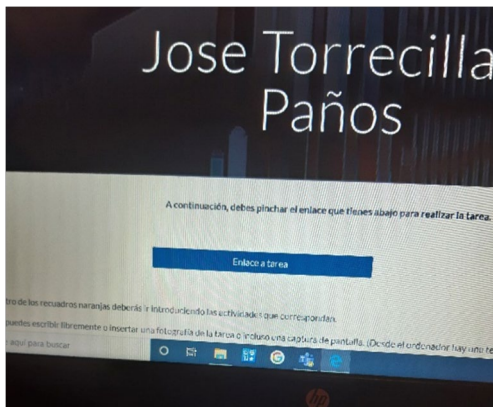 Jose Torrecilla
Paños
A continuación, debes pinchar el enlace que tienes abajo para realizar la tarea.
Enlace a tarea
tro de los recuadros naranjas deberás ir introduciendo las actividades que correspondan.
puedes escribir libremente o insertar una fotografía de la tarea o incluso una captura de pantalla. (Desde el ordenador hay una te
aquí para buscar
hp